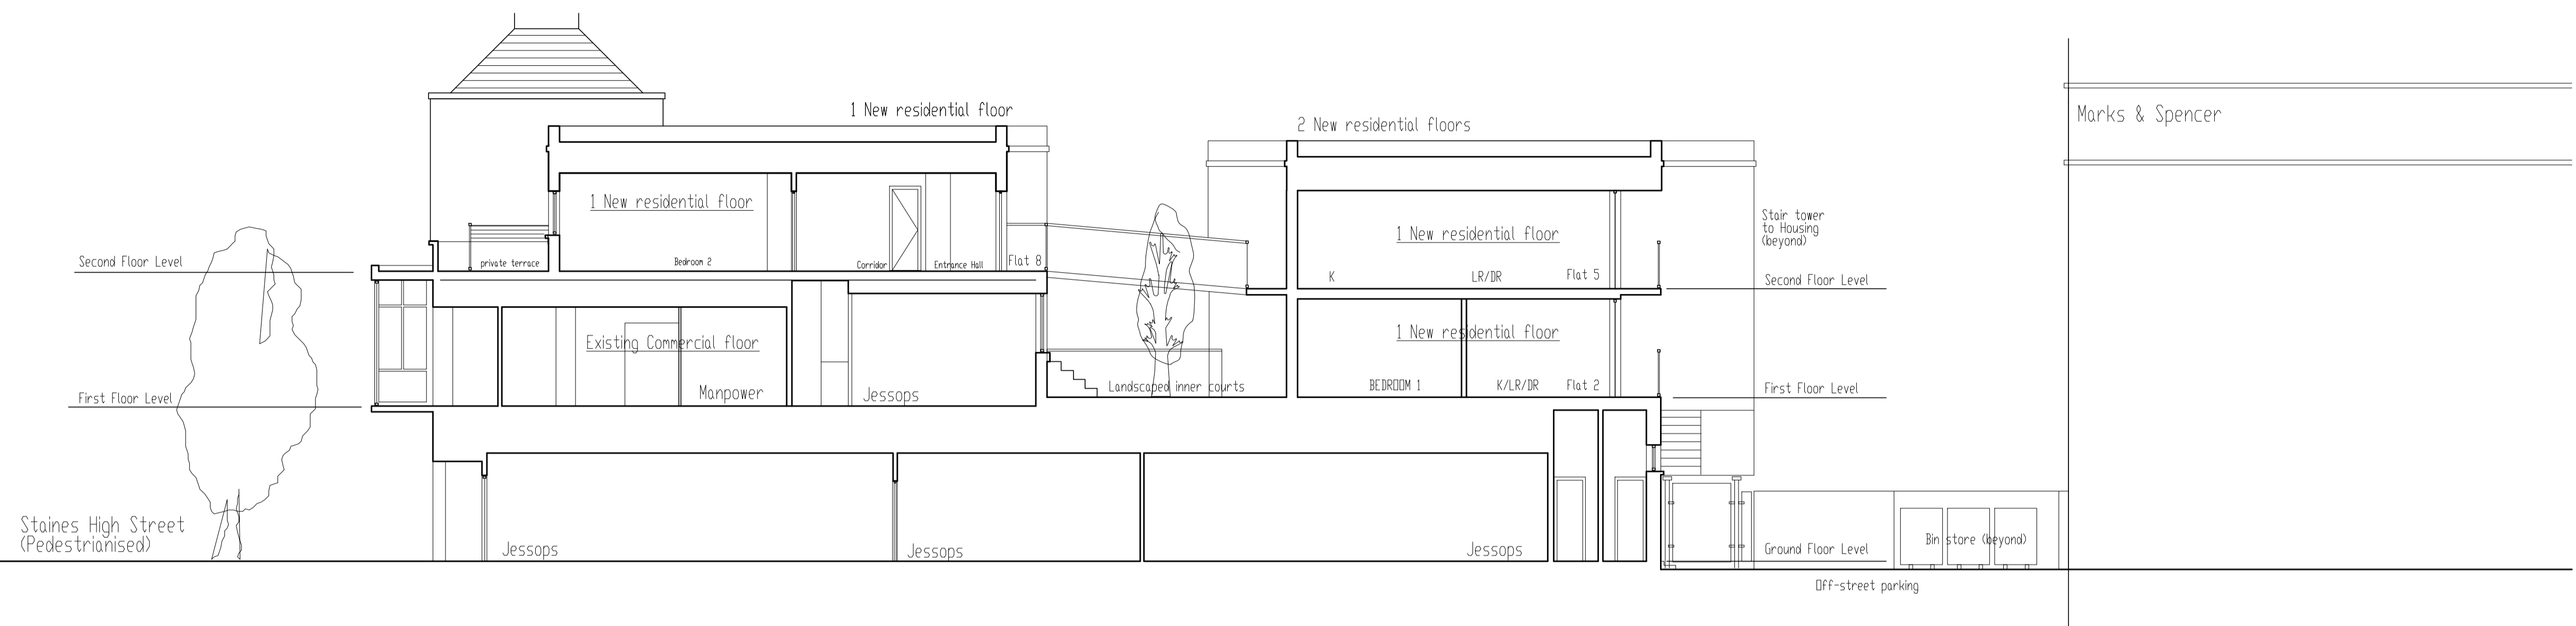 1 New residential floor
2 New residential floors
Marks & Spencer
1 New residential floor
Stair tower
to Housing
(beyond)
1 New residential floor
Second Floor Level
private terrace
Bedroom 2
Corridor
Entrance Hall
Flat 8
K
LR/DR
Flat 5
Second Floor Level
Existing Commercial floor
1 New residential floor
First Floor Level
Manpower
Jessops
Landscaped inner courts
BEDROOM 1
K/LR/DR
Flat 2
First Floor Level
Staines High Street
(Pedestrianised)
Jessops
Jessops
Jessops
Ground Floor Level
Bin store (beyond)
Off-street parking